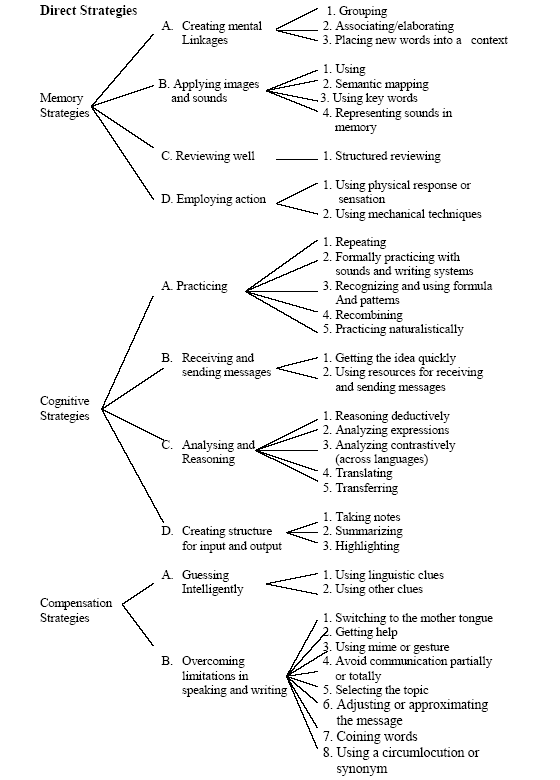 Direct Strategies
Memory
Strategies
A. Creating mental
Linkages
1. Grouping
2. Associating/elaborating
3. Placing new words into a context
B. Applying images
and sounds
1. Using
2. Semantic mapping
3. Using key words
4. Representing sounds in
memory
C. Reviewing well
1. Structured reviewing
D. Employing action
1. Using physical response or
sensation
2. Using mechanical techniques
Cognitive
Strategies
A. Practicing
1. Repeating
2. Formally practicing with
sounds and writing systems
3. Recognizing and using formula
And patterns
4. Recombining
5. Practicing naturalistically
B. Receiving and
sending messages
1. Getting the idea quickly
2. Using resources for receiving
and sending messages
C. Analysing and
Reasoning
1. Reasoning deductively
2. Analyzing expressions
3. Analyzing contrastively
(across languages)
4. Translating
5. Transferring
D. Creating structure
for input and output
1. Taking notes
2. Summarizing
3. Highlighting
Compensation
Strategies
A. Guessing
Intelligently
1. Using linguistic clues
2. Using other clues
B. Overcoming
limitations in
speaking and writing
1. Switching to the mother tongue
2. Getting help
3. Using mime or gesture
4. Avoid communication partially
or totally
5. Selecting the topic
6. Adjusting or approximating
the message
7. Coining words
8. Using a circumlocution or
synonym